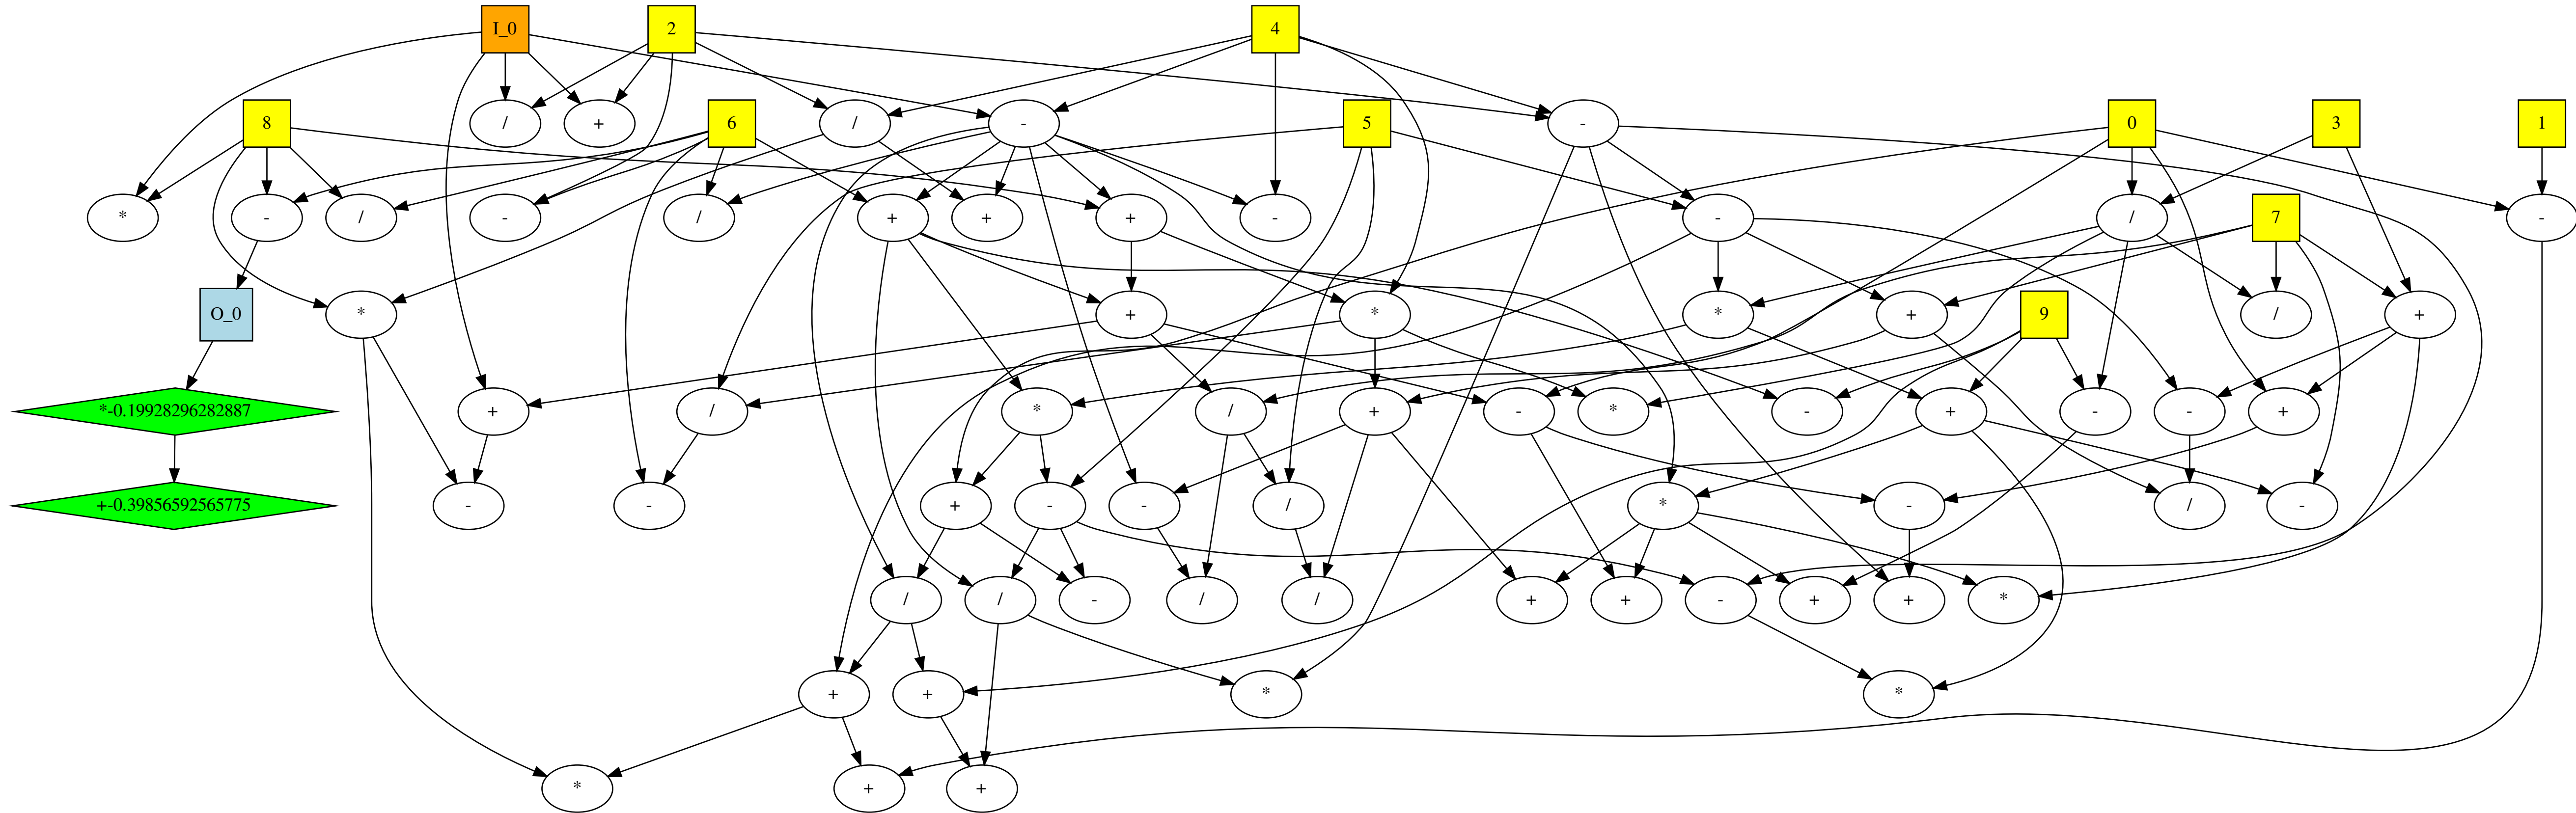 I_0 2 4
8 / + 6 / - 5 - 0 3 1
* - / - / + + + - - / 7 -
O_0 * + * * + 9 / +
*-0.19928296282887 + / * / + - * - + - - +
+-0.39856592565775 - - + - - / * - / -
/ / - / / + + - + + *
+ + * *
* + +